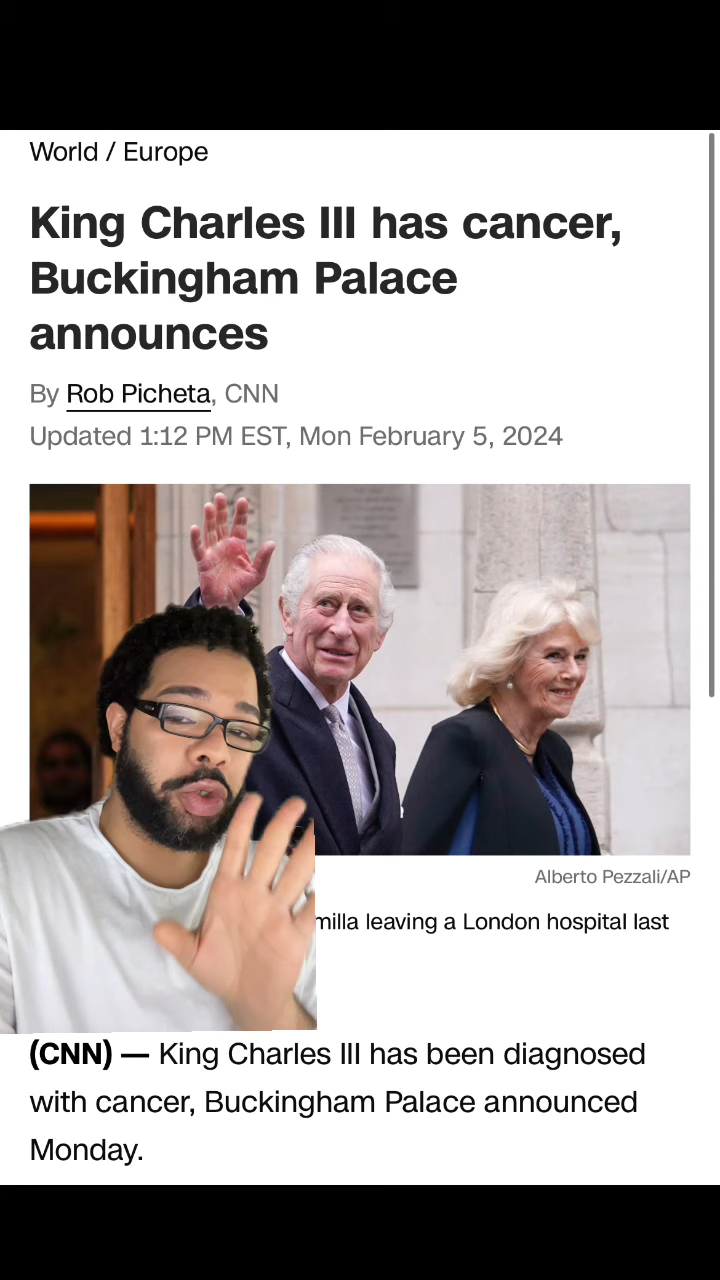 World / Europe
King Charles III has cancer,
Buckingham Palace
announces
By Rob Picheta, CNN
Updated 1:12 PM EST, Mon February 5, 2024
Alberto Pezzali/AP
milla leaving a London hospital last
(CNN) — King Charles III has been diagnosed
with cancer, Buckingham Palace announced
Monday.